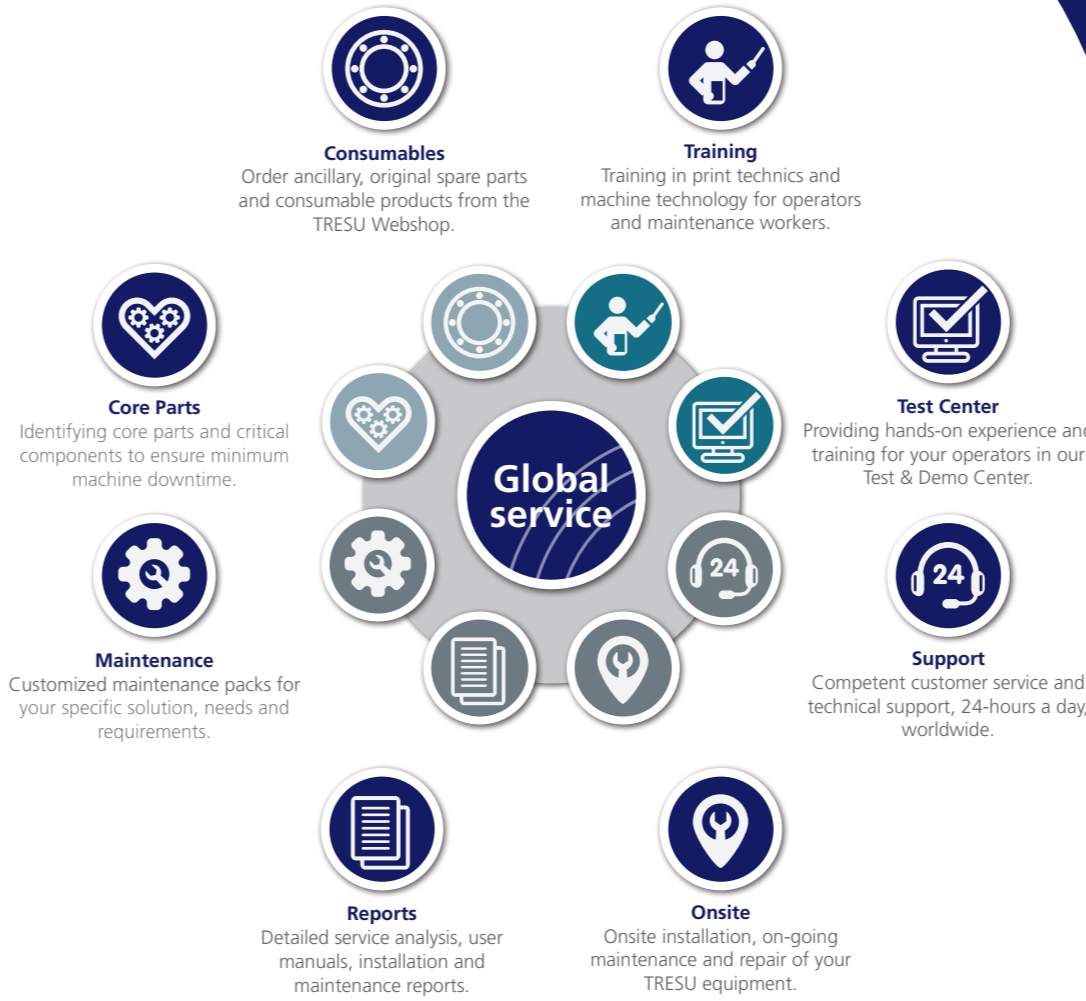 Consumables
Order ancillary, original spare parts
and consumable products from the
TRESU Webshop.
Training
Training in print technics and
machine technology for operators
and maintenance workers.
Core Parts
Identifying core parts and critical
components to ensure minimum
machine downtime.
Test Center
Providing hands-on experience and
training for your operators in our
Test & Demo Center.
Global
service
24
Maintenance
Customized maintenance packs for
your specific solution, needs and
requirements.
24
Support
Competent customer service and
technical support, 24-hours a day,
worldwide.
Reports
Detailed service analysis, user
manuals, installation and
maintenance reports.
Onsite
Onsite installation, on-going
maintenance and repair of your
TRESU equipment.